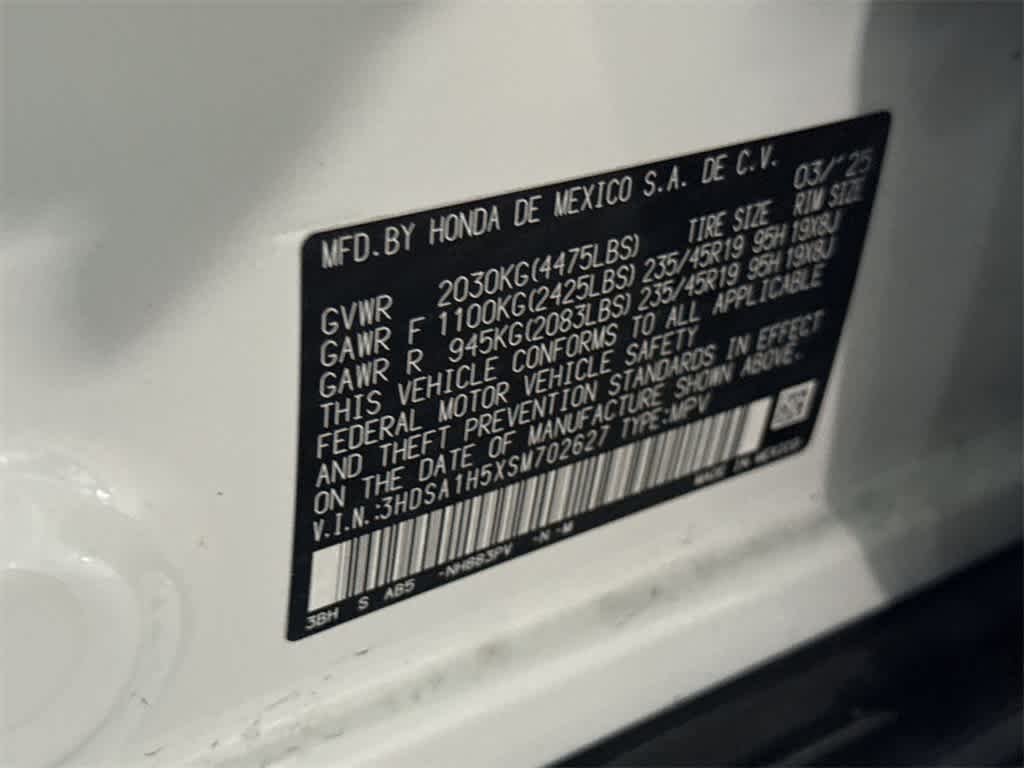 MFD.BY HONDA DE MEXICO S.A. DE C.V.
03/'25
TIRE SIZE RIM SIZE
GVWR 2030KG(4475LBS)
GAWR F 1100KG(2425LBS) 235/45R19 95H 19X8J
GAWR R 945KG(2083LBS) 235/45R19 95H 19X8J
THIS VEHICLE CONFORMS TO ALL APPLICABLE
FEDERAL MOTOR VEHICLE SAFETY
AND THEFT PREVENTION STANDARDS IN EFFECT
ON THE DATE OF MANUFACTURE SHOWN ABOVE.
V.I.N.:3HDSA1H5XSM702627 TYPE:MPV
MADE IN MEXICO
3BH S AB5 -NH883PV -N -M